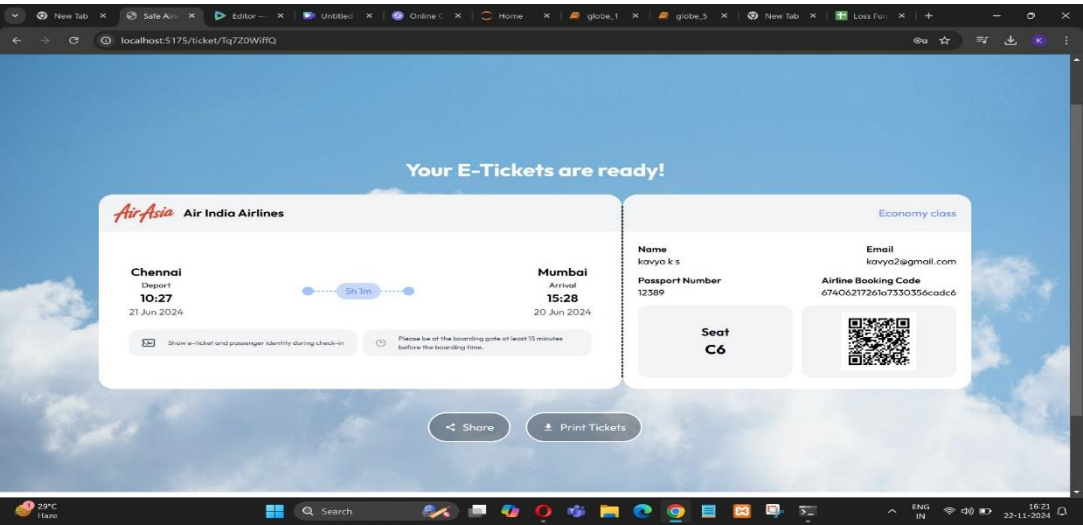 New Tab
Safe Airl
Editor —
Untitled
Online C
Home
globe_1
globe_5
New Tab
Loss Fun
localhost:5175/ticket/Tq7Z0WiffQ
K
Your E-Tickets are ready!
AirAsia Air India Airlines
Economy class
Chennai
Depart
10:27
21 Jun 2024
5h 1m
Mumbai
Arrival
15:28
20 Jun 2024
Show e-ticket and passenger identity during check-in
Please be at the boarding gate at least 15 minutes
before the boarding time.
Name
kavya k s
Email
kavya2@gmail.com
Passport Number
12389
Airline Booking Code
67406217261a7330356cadc6
Seat
C6
Share
Print Tickets
1
29°C
Haze
Search
ENG
IN
16:21
22-11-2024